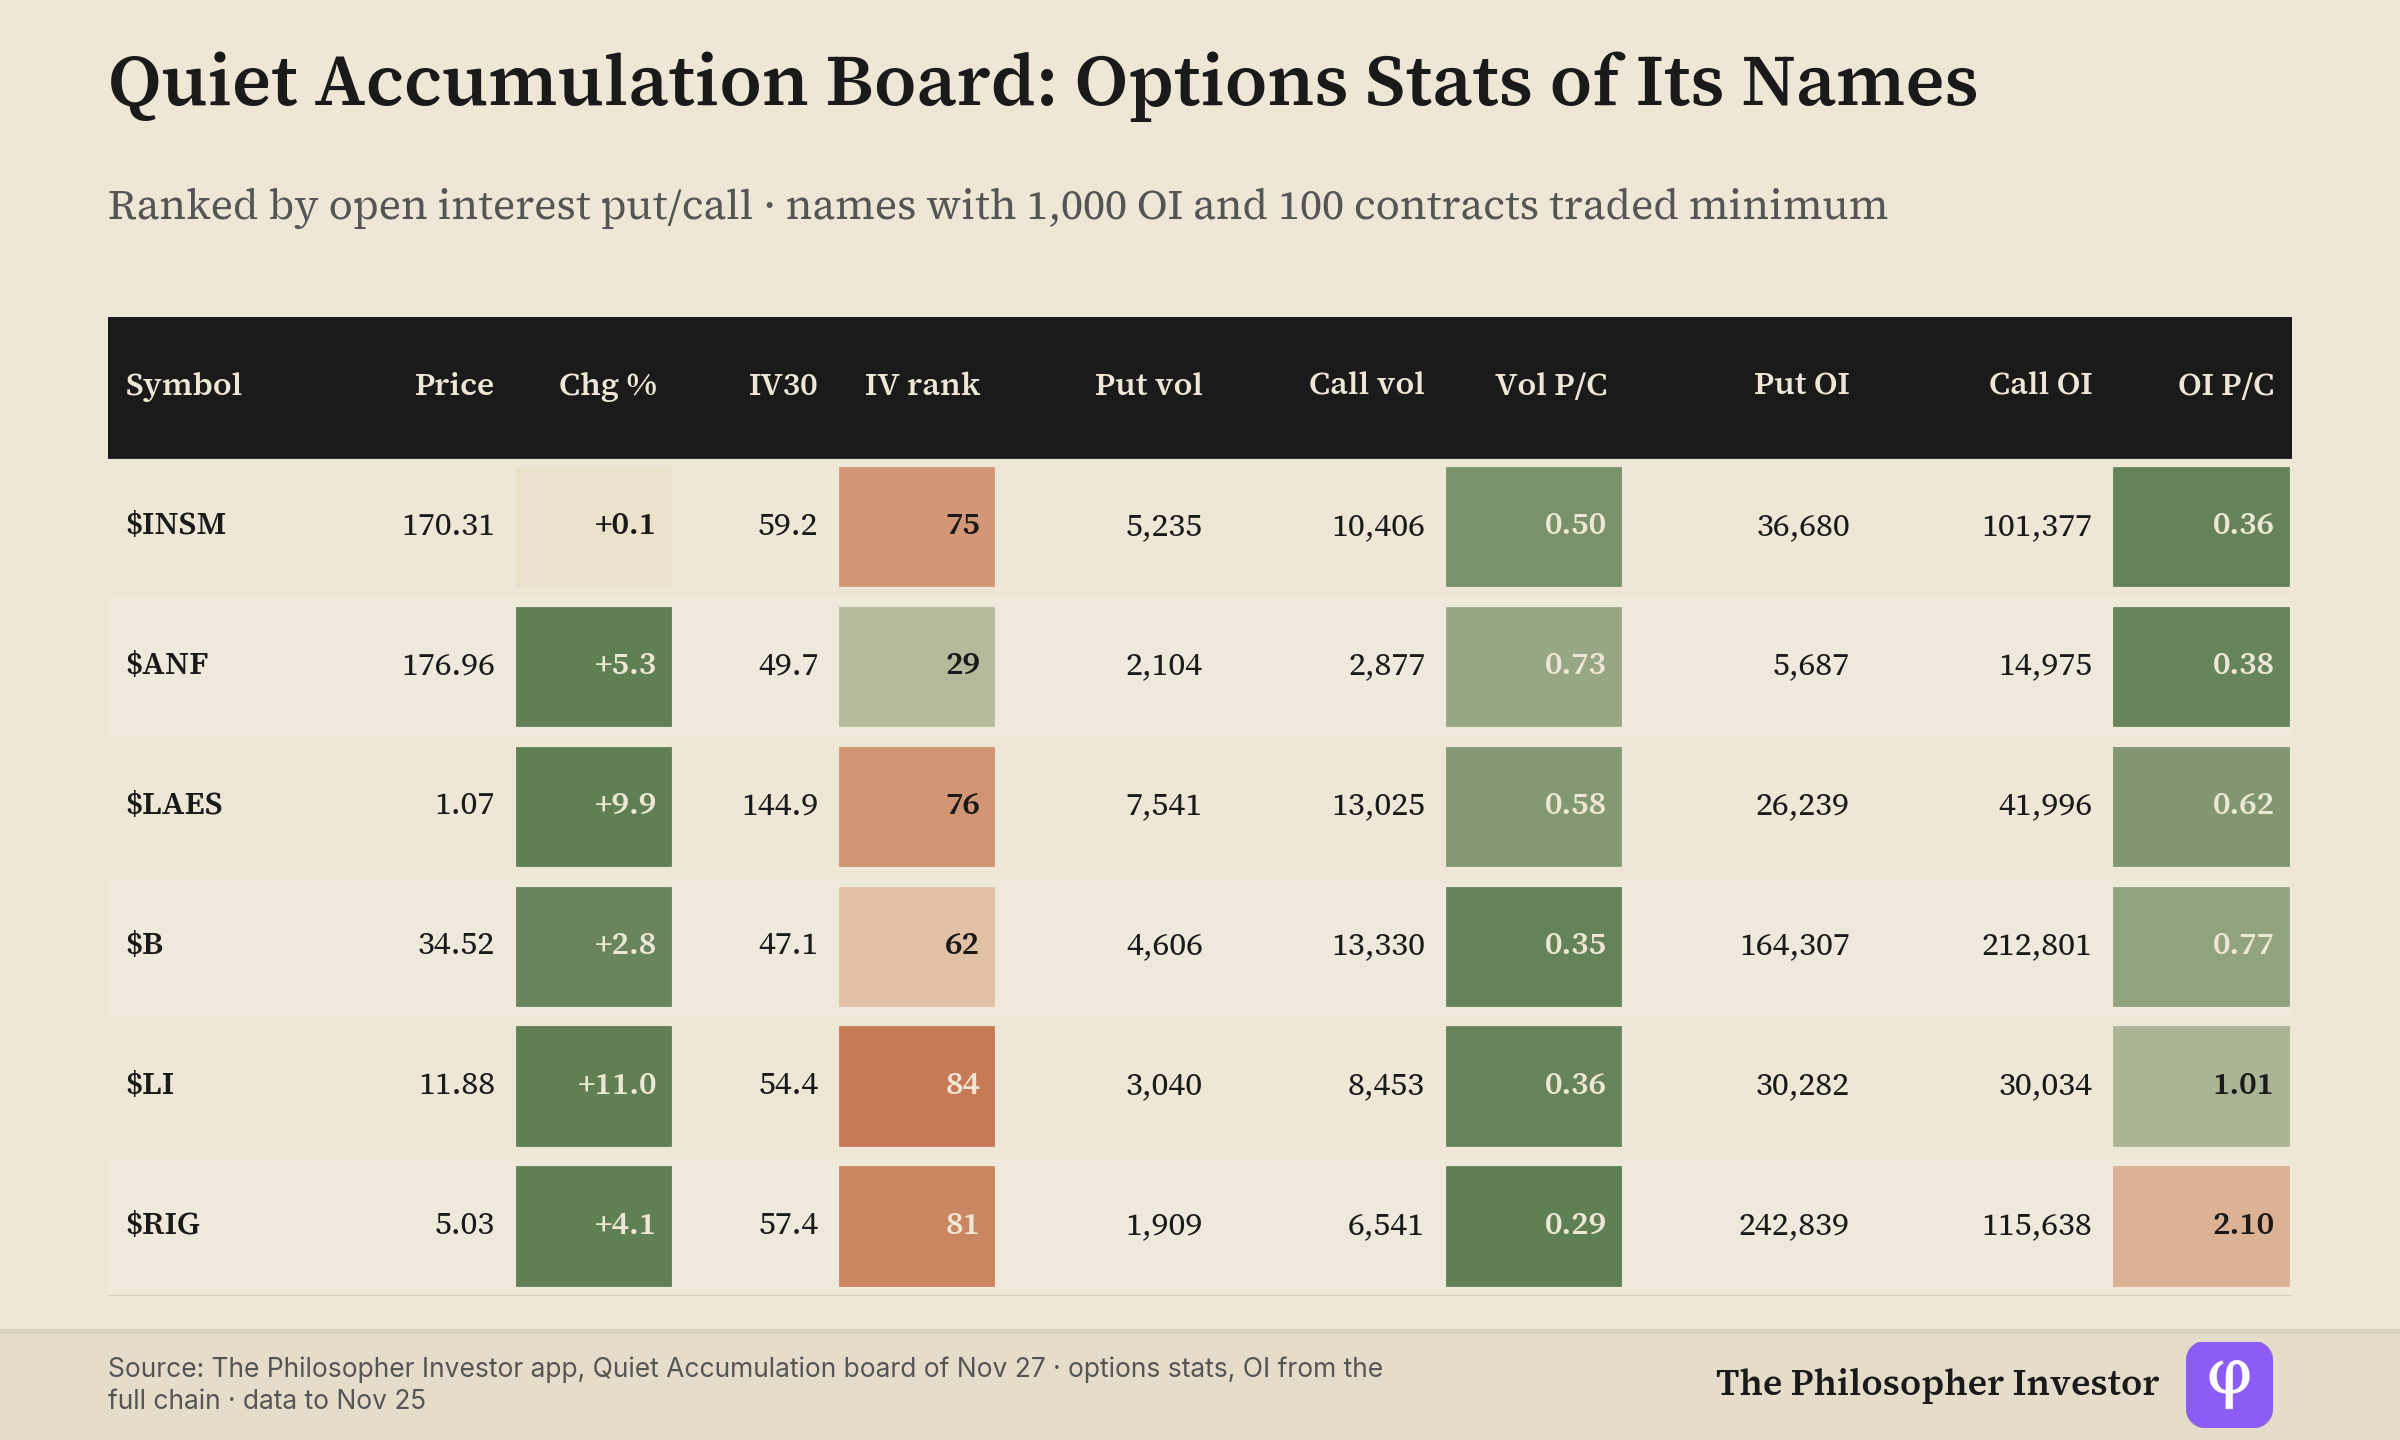 Quiet Accumulation Board: Options Stats of Its Names
Ranked by open interest put/call · names with 1,000 OI and 100 contracts traded minimum
Symbol Price Chg % IV30 IV rank Put vol Call vol Vol P/C Put OI Call OI OI P/C
$INSM 170.31 +0.1 59.2 75 5,235 10,406 0.50 36,680 101,377 0.36
$ANF 176.96 +5.3 49.7 29 2,104 2,877 0.73 5,687 14,975 0.38
$LAES 1.07 +9.9 144.9 76 7,541 13,025 0.58 26,239 41,996 0.62
$B 34.52 +2.8 47.1 62 4,606 13,330 0.35 164,307 212,801 0.77
$LI 11.88 +11.0 54.4 84 3,040 8,453 0.36 30,282 30,034 1.01
$RIG 5.03 +4.1 57.4 81 1,909 6,541 0.29 242,839 115,638 2.10
Source: The Philosopher Investor app, Quiet Accumulation board of Nov 27 · options stats, OI from the
full chain · data to Nov 25
The Philosopher Investor φ